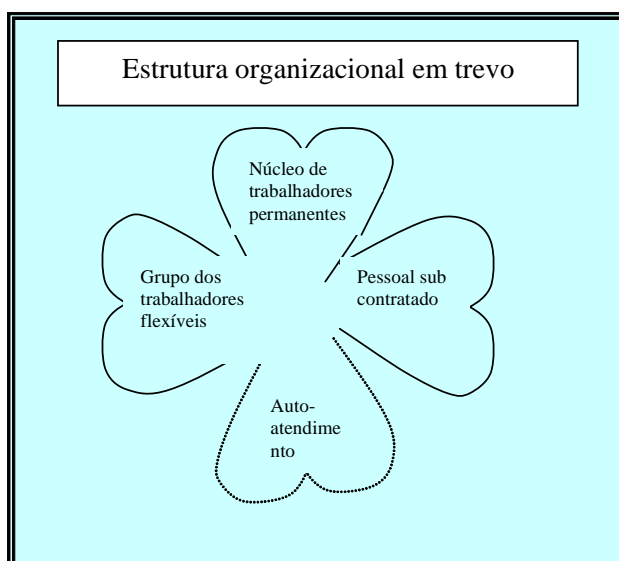 Estrutura organizacional em trevo
Núcleo de
trabalhadores
permanentes
Grupo dos
trabalhadores
flexíveis
Pessoal sub
contratado
Auto-
atendime
nto